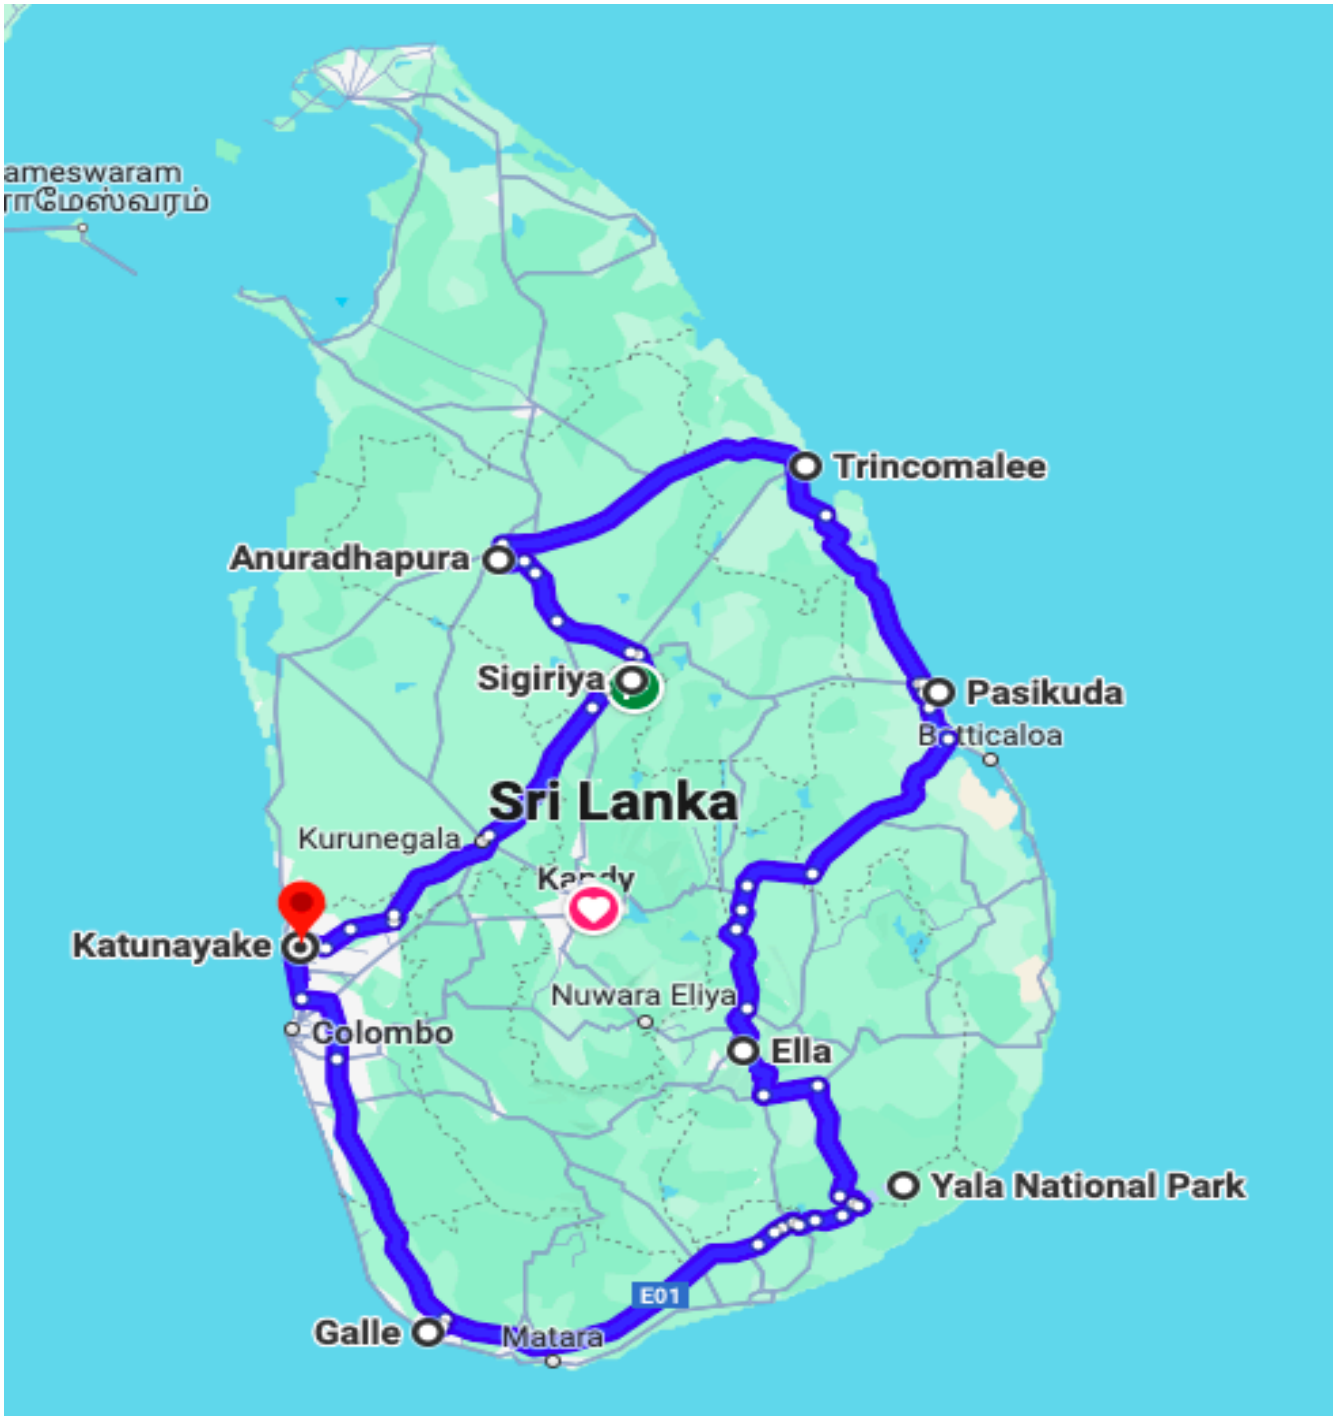 ameswaram
ராமேஸ்வரம்
Trincomalee
Anuradhapura
Sigiriya
Pasikuda
Batticaloa
Sri Lanka
Kurunegala
Kandy
Katunayake
Nuwara Eliya
Colombo
Ella
Yala National Park
E01
Galle
Matara